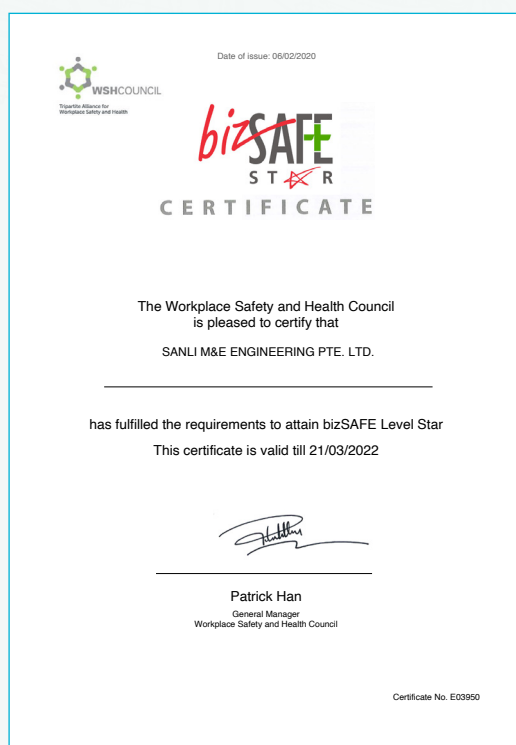 Date of issue: 06/02/2020
WSHCOUNCIL
Tripartite Alliance for
Workplace Safety and Health
bizSAFE
STAR
CERTIFICATE
The Workplace Safety and Health Council
is pleased to certify that
SANLI M&E ENGINEERING PTE. LTD.
has fulfilled the requirements to attain bizSAFE Level Star
This certificate is valid till 21/03/2022
Patrick Han
General Manager
Workplace Safety and Health Council
Certificate No. E03950